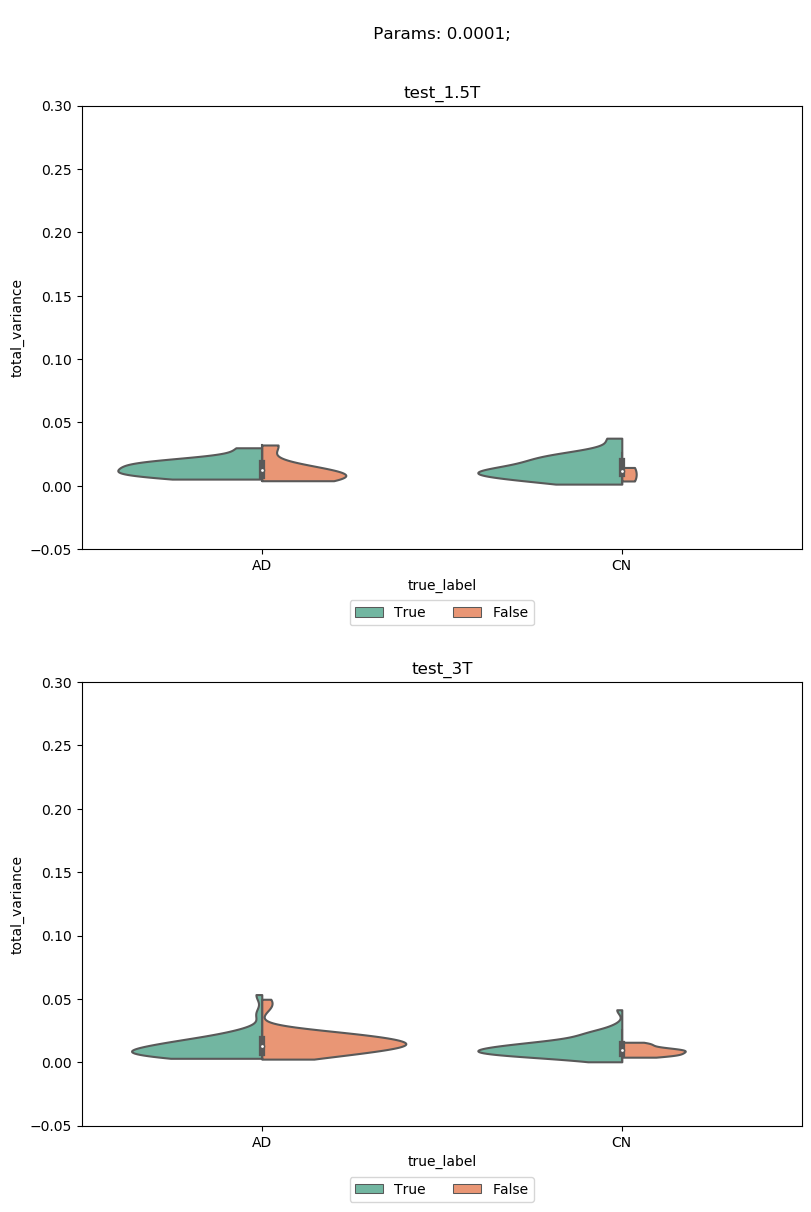 Params: 0.0001;
test_1.5T
0.30
0.25
0.20
0.15
0.10
0.05
0.00
−0.05
total_variance
AD CN
true_label
True False
test_3T
0.30
0.25
0.20
0.15
0.10
0.05
0.00
−0.05
total_variance
AD CN
true_label
True False